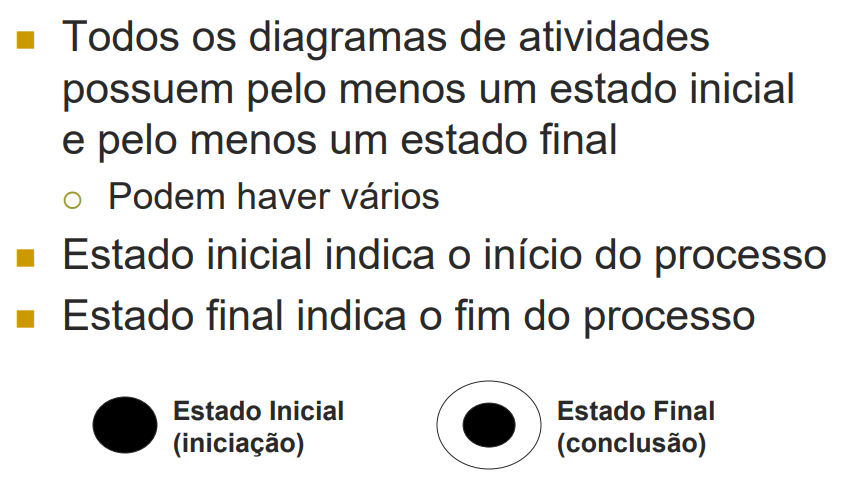 Todos os diagramas de atividades
possuem pelo menos um estado inicial
e pelo menos um estado final
Podem haver vários
Estado inicial indica o início do processo
Estado final indica o fim do processo
Estado Inicial
(iniciação)
Estado Final
(conclusão)